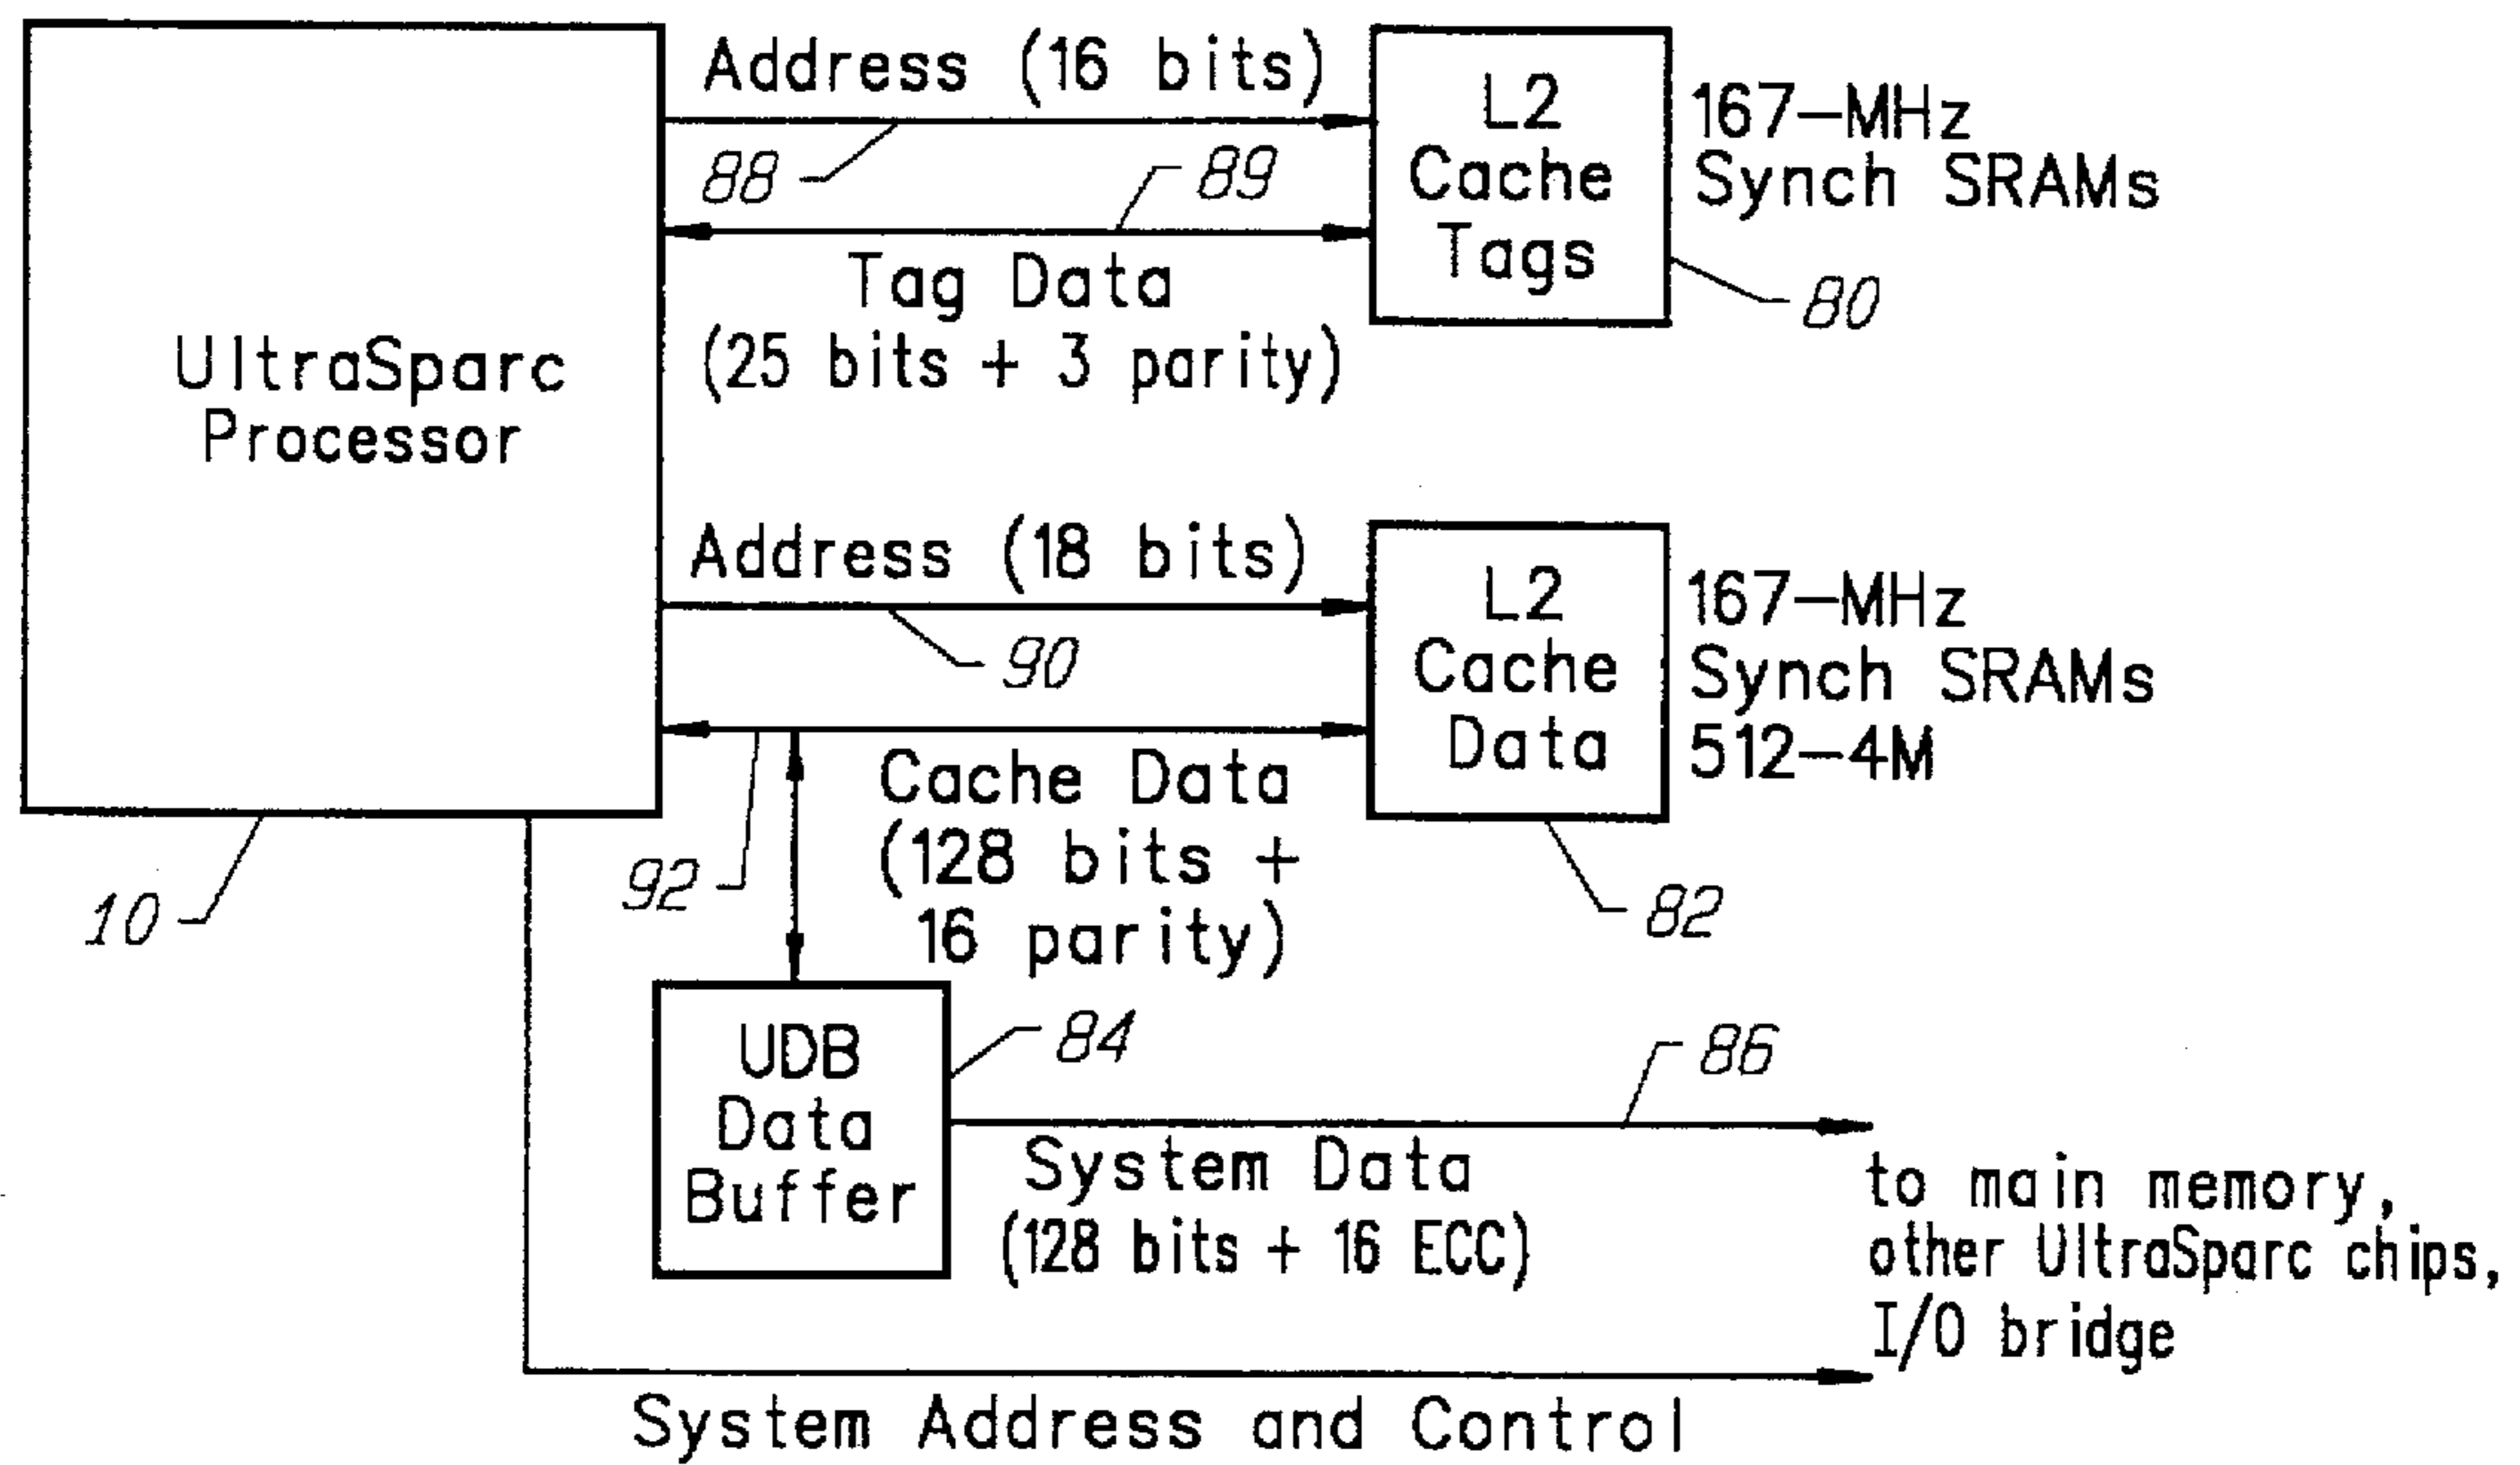 Address (16 bits)
88
89
Tag Data
(25 bits + 3 parity)
L2
Cache
Tags
167-MHz
Synch SRAMs
80
UltraSparc
Processor
10
Address (18 bits)
90
L2
Cache
Data
167-MHz
Synch SRAMs
512-4M
82
92
Cache Data
(128 bits +
16 parity)
UDB
Data
Buffer
84
86
System Data
(128 bits + 16 ECC)
to main memory,
other UltraSparc chips,
I/O bridge
System Address and Control